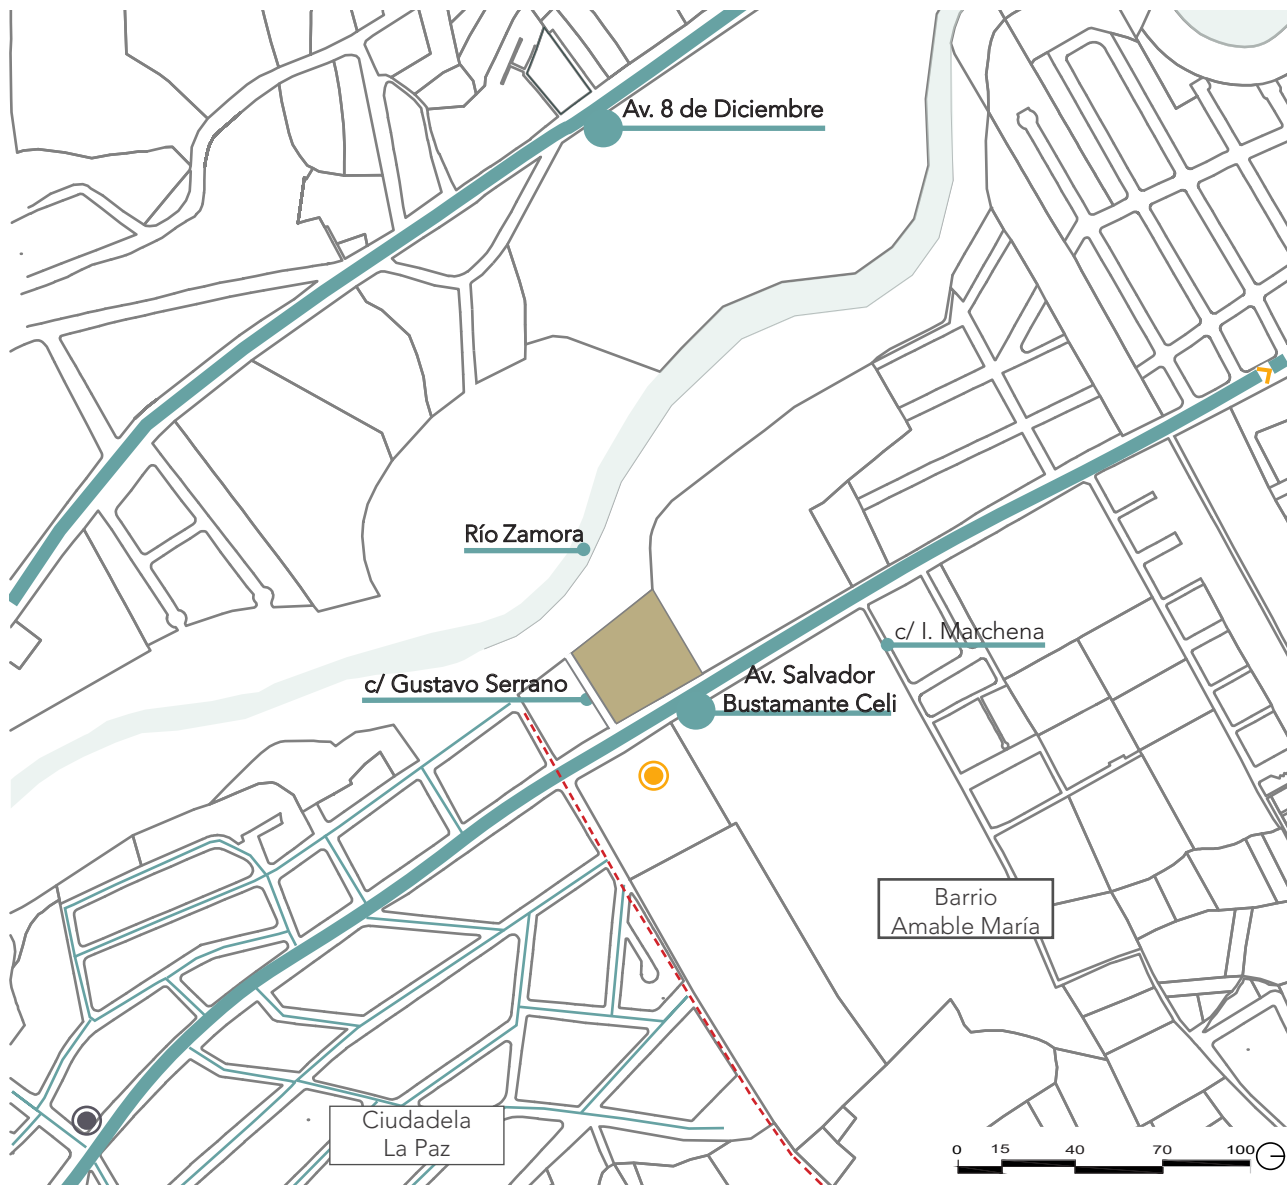 Av. 8 de Diciembre
Río Zamora
c/ I. Marchena
Av. Salvador
Bustamante Celi
c/ Gustavo Serrano
Barrio
Amable María
Ciudadela
La Paz
0 15 40 70 100